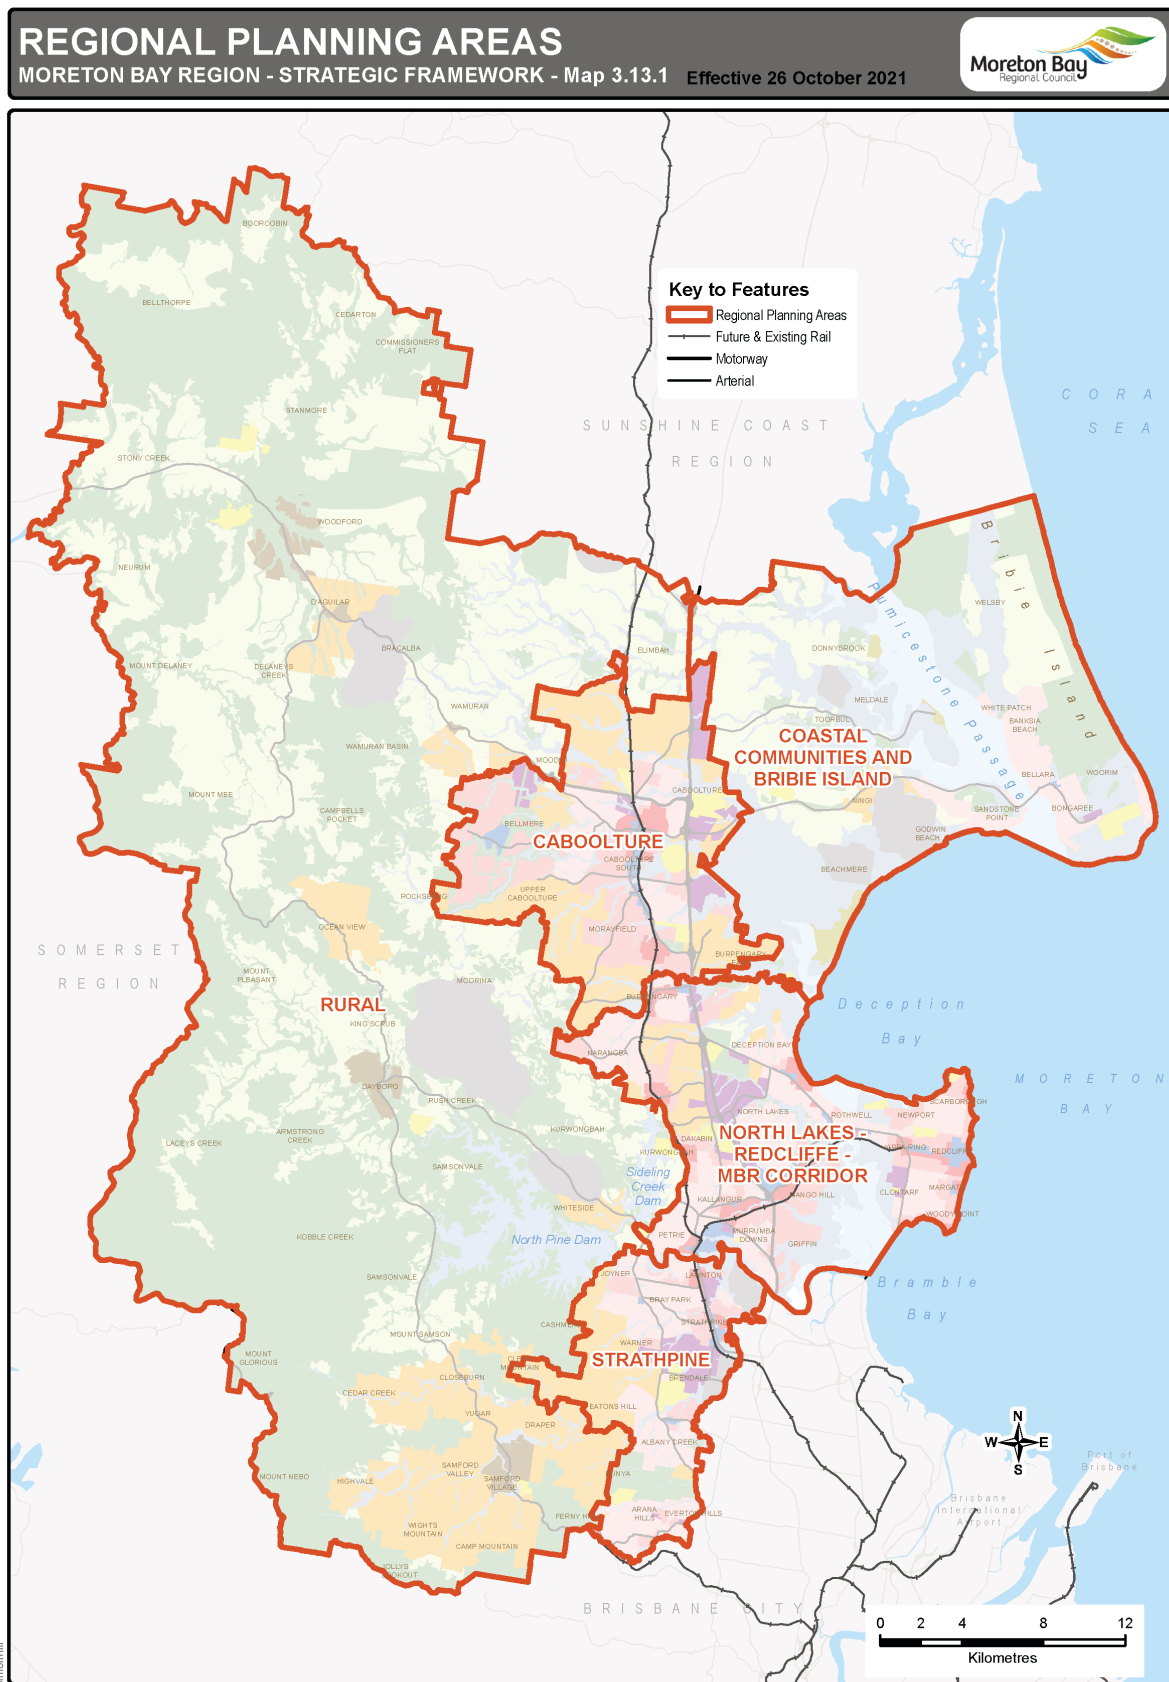 REGIONAL PLANNING AREAS
MORETON BAY REGION - STRATEGIC FRAMEWORK - Map 3.13.1 Effective 26 October 2021
Moreton Bay
Regional Council
Key to Features
Regional Planning Areas
Future & Existing Rail
Motorway
Arterial
BOOROOBIN
BELLTHORPE
CEDARTON
COMMISSIONERS
FLAT
CORA
SEA
STANMORE
SUNSHINE COAST
REGION
STONY CREEK
WOODFORD
Bribie Island
NEURUM
Pumicestone Passage
WELSBY
D'AGUILAR
BRACALBA
ELIMBAH
DONNYBROOK
MOUNT DELANEY
DELANEYS
CREEK
MELDALE
WAMURAN
WHITE PATCH
TOORBUL
BANKSIA
BEACH
COASTAL
COMMUNITIES AND
BRIBIE ISLAND
WAMURAN BASIN
BELLARA
WOORIM
CABOOLTURE
MOUNT MEE
NINGI
SANDSTONE
POINT
BONGAREE
CAMPBELLS
POCKET
BELLMERE
GODWIN
BEACH
CABOOLTURE
CABOOLTURE
SOUTH
BEACHMERE
UPPER
CABOOLTURE
OCEAN VIEW
MORAYFIELD
SOMERSET
REGION
MOUNT
PLEASANT
MOORINA
RURAL
KING SCRUB
Deception
Bay
NARANGBA
DECEPTION BAY
DAYBORO
RUSH CREEK
MORETON
BAY
SCARBOROUGH
NORTH LAKES
ROTHWELL
NEWPORT
KURWONGBAH
ARMSTRONG
CREEK
LACEYS CREEK
DAKABIN
NORTH LAKES -
REDCLIFFE -
MBR CORRIDOR
SAMSONVALE
Sideling
Creek
Dam
CLONTARF
KALLANGUR
MANGO HILL
WHITESIDE
WOODY POINT
KOBBLE CREEK
North Pine Dam
PETRIE
MURRUMBA
DOWNS
GRIFFIN
SAMSONVALE
JOYNER
LAWNTON
Bramble
Bay
BRAY PARK
STRATHPINE
MOUNT SAMSON
WARNER
MOUNT
GLORIOUS
STRATHPINE
CLOSEBURN
BRENDALE
CEDAR CREEK
YUGAR
EATONS HILL
DRAPER
N
W E
S
ALBANY CREEK
Port of
Brisbane
SAMFORD
VALLEY
MOUNT NEBO
HIGHVALE
SAMFORD
VILLAGE
Brisbane
International
Airport
ARANA
HILLS
EVERTON HILLS
WIGHTS
MOUNTAIN
CAMP MOUNTAIN
BRISBANE CITY
0 2 4 8 12
Kilometres